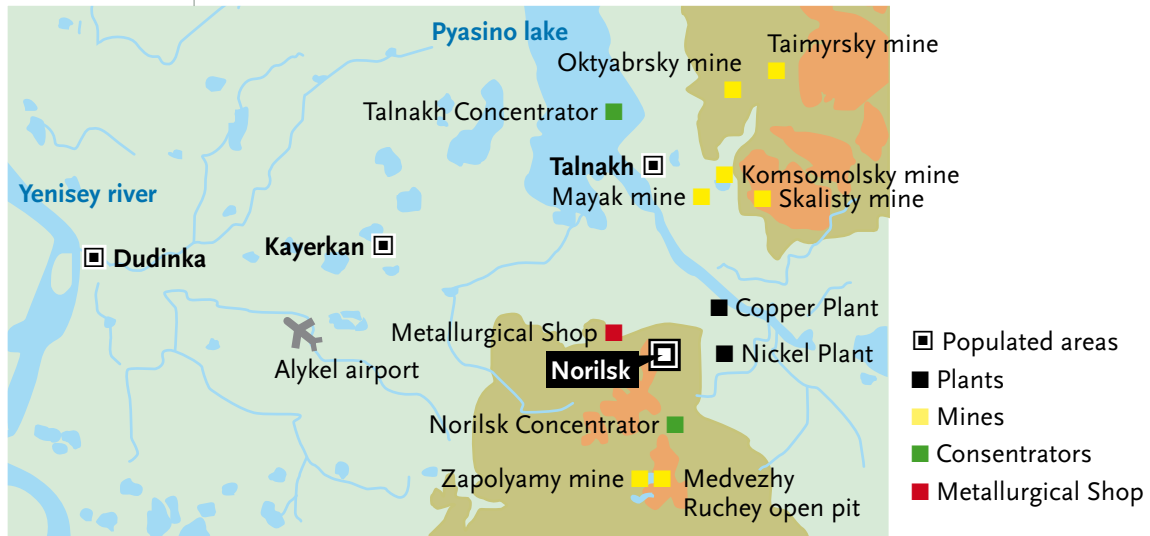 Pyasino lake
Taimyrsky mine
Oktyabrsky mine
Talnakh Concentrator
Talnakh
Komsomolsky mine
Mayak mine
Skalisty mine
Yenisey river
Kayerkan
Dudinka
Copper Plant
Metallurgical Shop
Nickel Plant
Norilsk
Alykel airport
Norilsk Concentrator
Zapolyamy mine
Medvezhy
Ruchey open pit
Populated areas
Plants
Mines
Consentrators
Metallurgical Shop